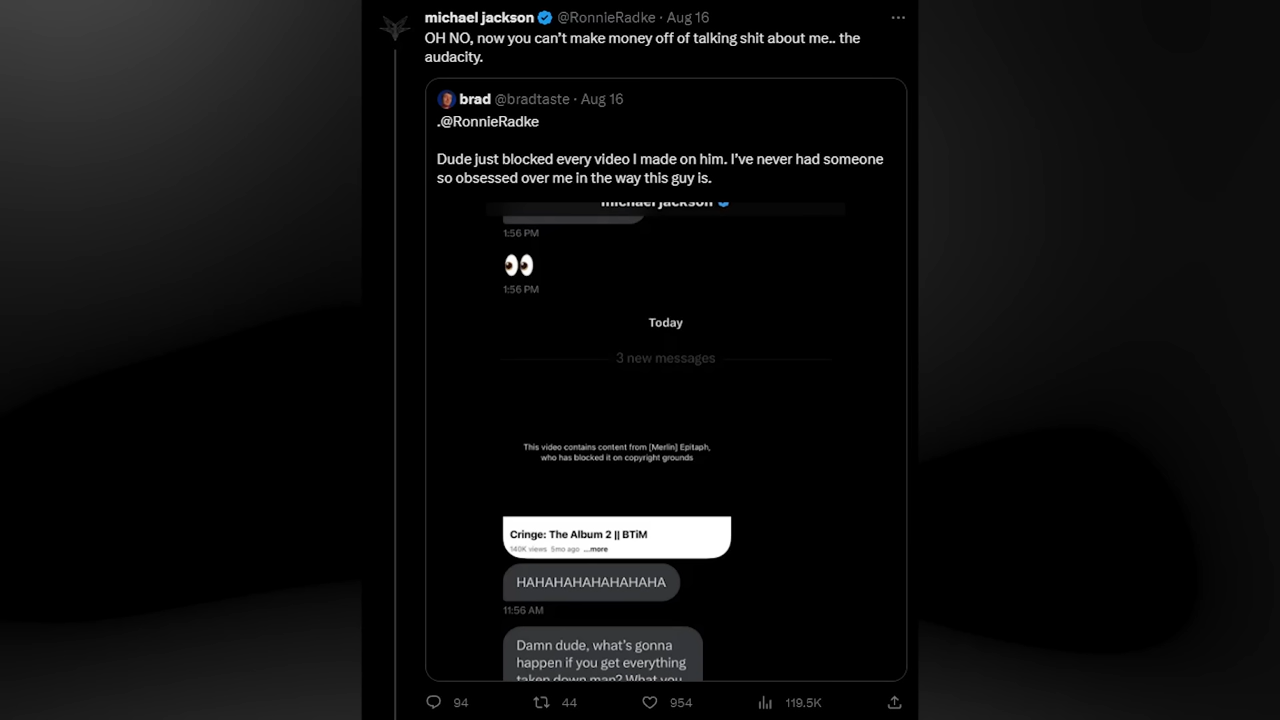 michael jackson @RonnieRadke · Aug 16
OH NO, now you can't make money off of talking shit about me.. the
audacity.
brad @bradtaste · Aug 16
.@RonnieRadke
Dude just blocked every video I made on him. I've never had someone
so obsessed over me in the way this guy is.
michael jackson
1:56 PM
👀
1:56 PM
Today
3 new messages
This video contains content from [Merlin] Epitaph,
who has blocked it on copyright grounds
Cringe: The Album 2 || BTiM
140K views 5mo ago ...more
HAHAHAHAHAHAHAHA
11:56 AM
Damn dude, what's gonna
happen if you get everything
taken down man? What you
94 44 954 119.5K